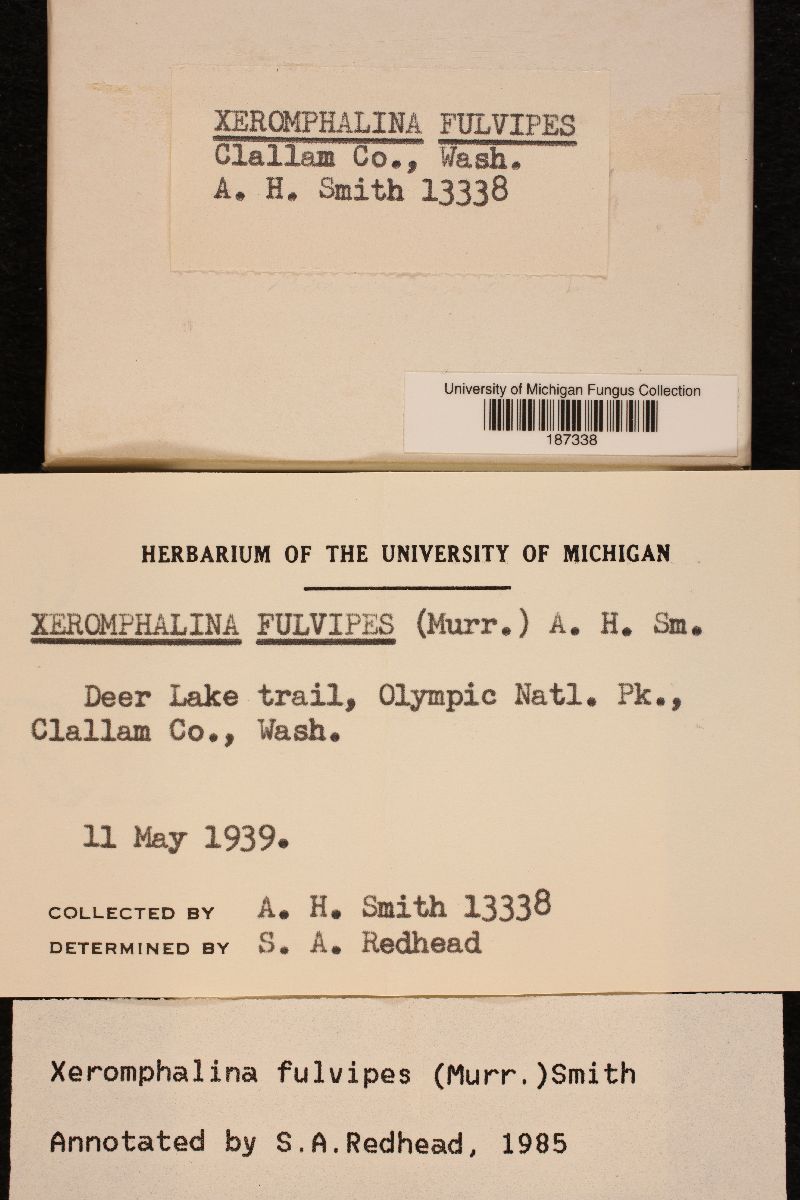 XEROMPHALINA FULVIPES
Clallam Co., Wash.
A. H. Smith 13338
University of Michigan Fungus Collection
187338
HERBARIUM OF THE UNIVERSITY OF MICHIGAN
XEROMPHALINA FULVIPES (Murr.) A. H. Sm.
Deer Lake trail, Olympic Natl. Pk.,
Clallam Co., Wash.
11 May 1939.
COLLECTED BY A. H. Smith 13338
DETERMINED BY S. A. Redhead
Xeromphalina fulvipes (Murr.)Smith
Annotated by S.A.Redhead, 1985